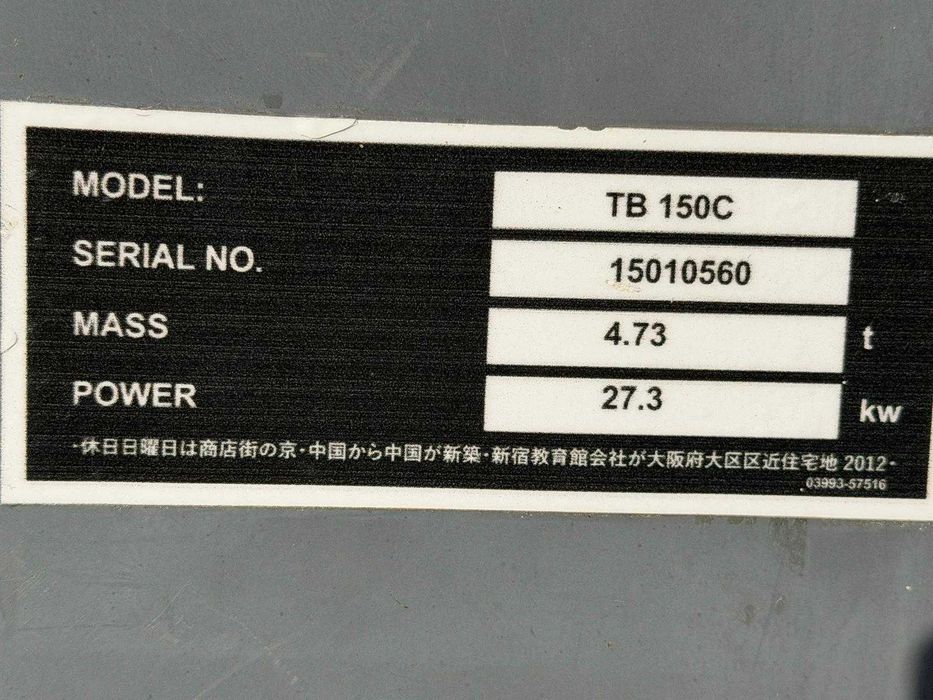 MODEL: TB 150C
SERIAL NO. 15010560
MASS 4.73 t
POWER 27.3 kw
·休日日曜日は商店街の京·中国から中国が新築·新宿教育館会社が大阪府大区区近住宅地 2012·
03993-57516